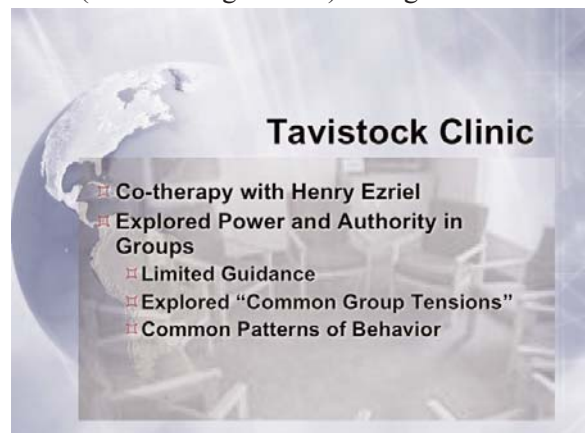 Tavistock Clinic
Co-therapy with Henry Ezriel
Explored Power and Authority in
Groups
Limited Guidance
Explored “Common Group Tensions”
Common Patterns of Behavior